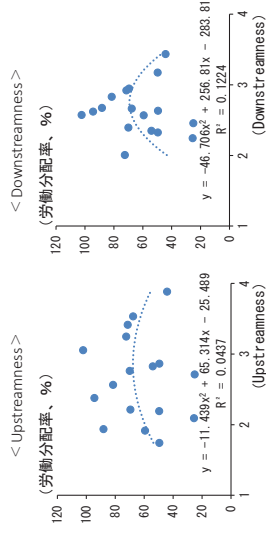 ＜Upstreamness＞
(労働分配率、%)
120
100
80
60
40
20
0
1
2
3
4
(Upstreamness)
y = -11.439x² + 65.314x - 25.489
R² = 0.0437
＜Downstreamness＞
(労働分配率、%)
120
100
80
60
40
20
0
1
2
3
4
(Downstreamness)
y = -46.706x² + 256.81x - 283.81
R² = 0.1224